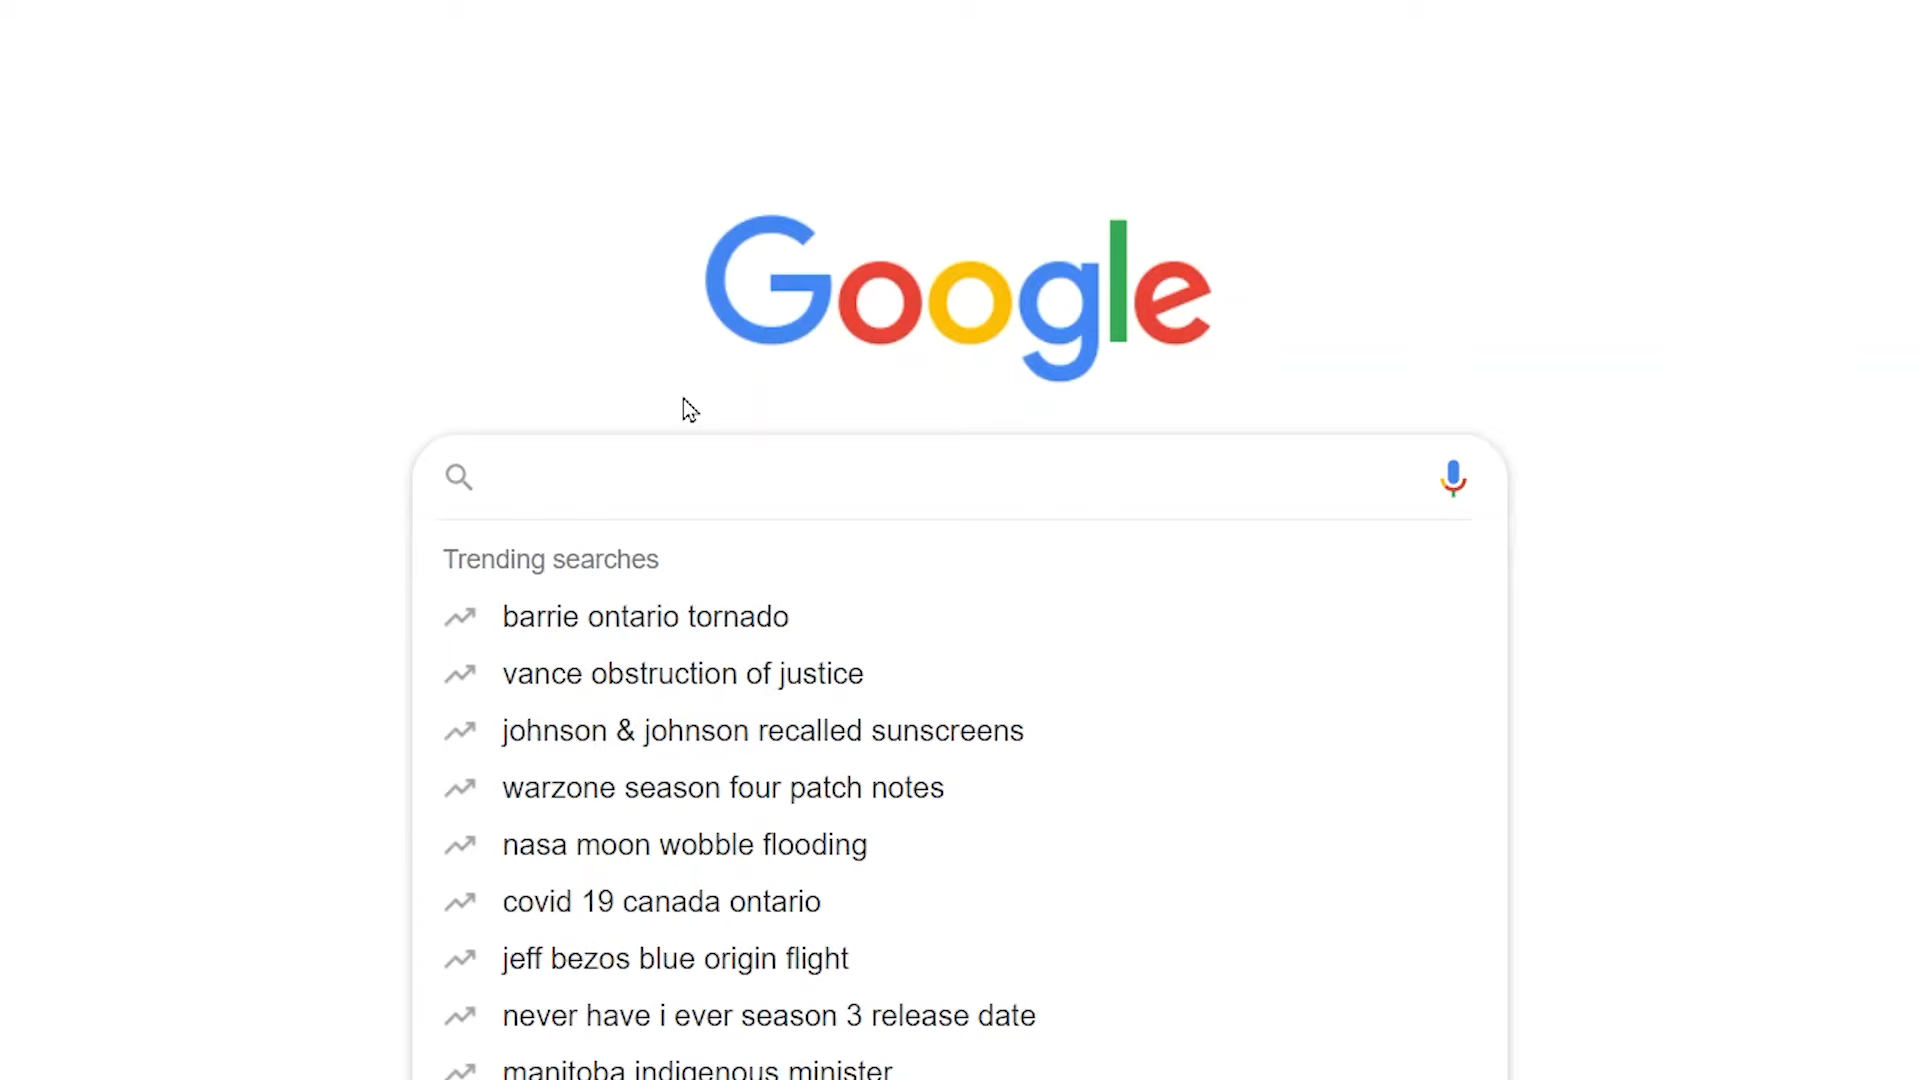 Google
Trending searches
barrie ontario tornado
vance obstruction of justice
johnson & johnson recalled sunscreens
warzone season four patch notes
nasa moon wobble flooding
covid 19 canada ontario
jeff bezos blue origin flight
never have i ever season 3 release date
manitoba indigenous minister